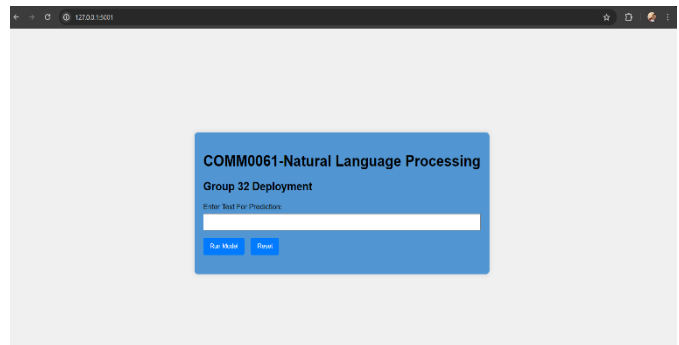 127.0.0.1:5001
COMM0061-Natural Language Processing
Group 32 Deployment
Enter Text For Prediction:
Run Model Reset